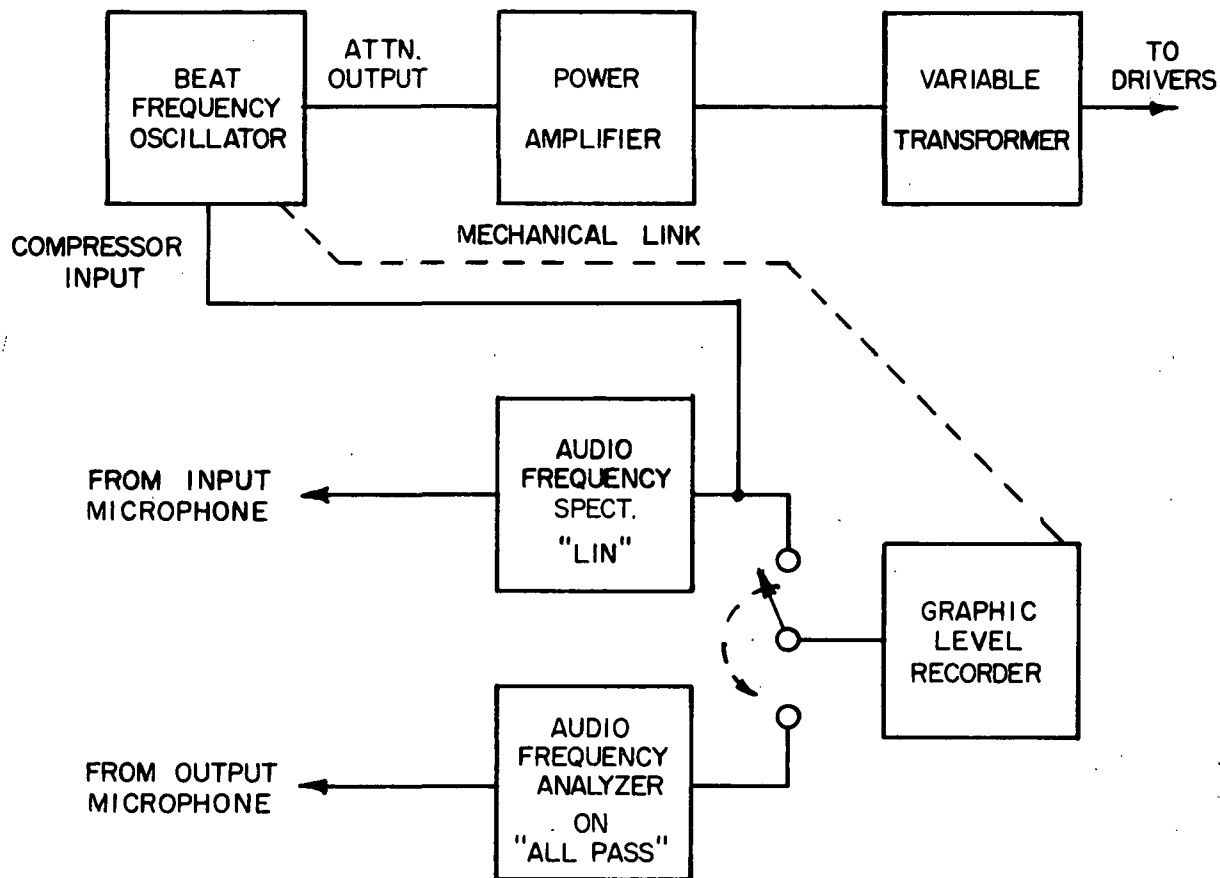 BEAT
FREQUENCY
OSCILLATOR
ATTN.
OUTPUT
POWER
AMPLIFIER
VARIABLE
TRANSFORMER
TO
DRIVERS
COMPRESSOR
INPUT
MECHANICAL LINK
FROM INPUT
MICROPHONE
AUDIO
FREQUENCY
SPECT.
"LIN"
GRAPHIC
LEVEL
RECORDER
FROM OUTPUT
MICROPHONE
AUDIO
FREQUENCY
ANALYZER
ON
"ALL PASS"